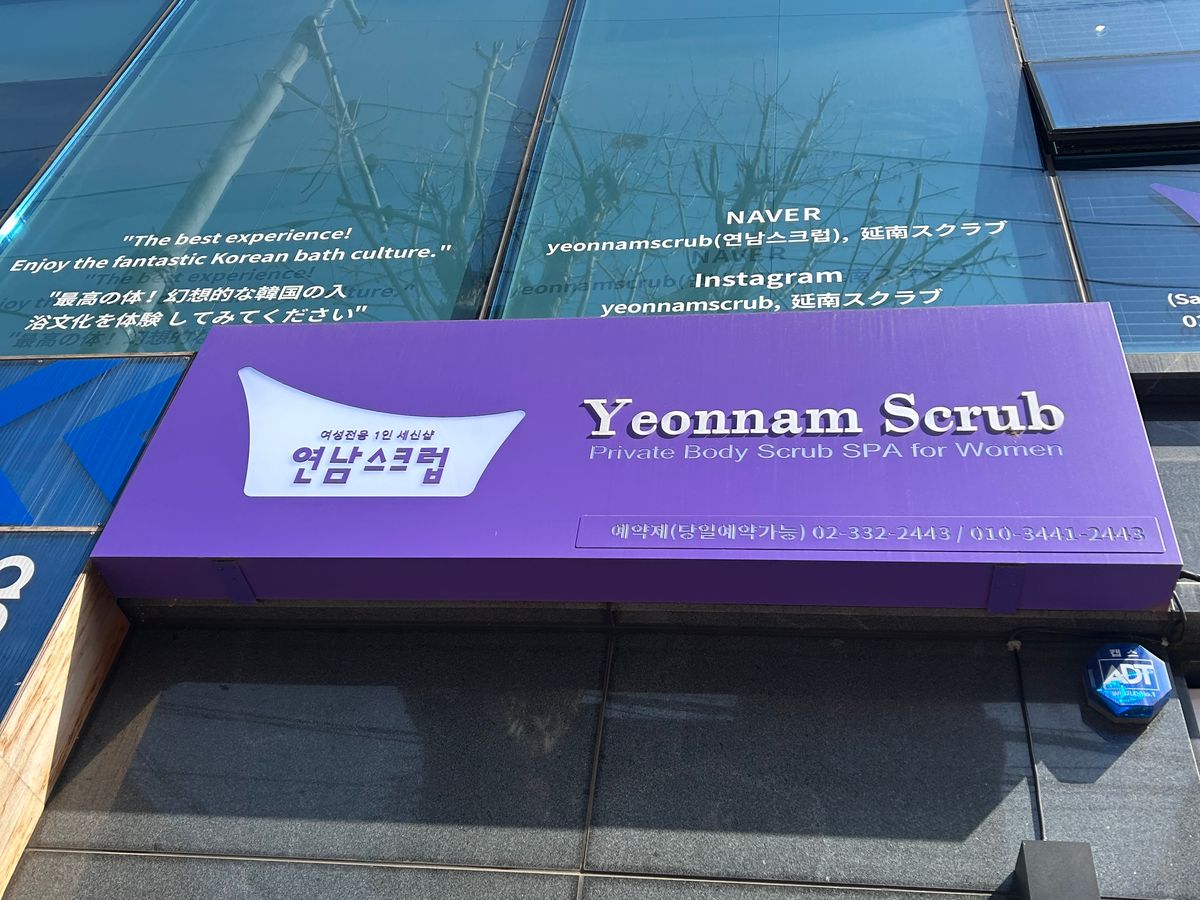 "The best experience!
Enjoy the fantastic Korean bath culture."
"最高の体！幻想的な韓国の入
浴文化を体験 してみてください"
NAVER
yeonnamscrub(연남스크럽), 延南スクラブ
Instagram
yeonnamscrub, 延南スクラブ
(Sa
여성전용 1인 세신샵
연남스크럽
Yeonnam Scrub
Private Body Scrub SPA for Women
예약제(당일예약가능) 02-332-2443 / 010-3441-2443
캡스
ADT